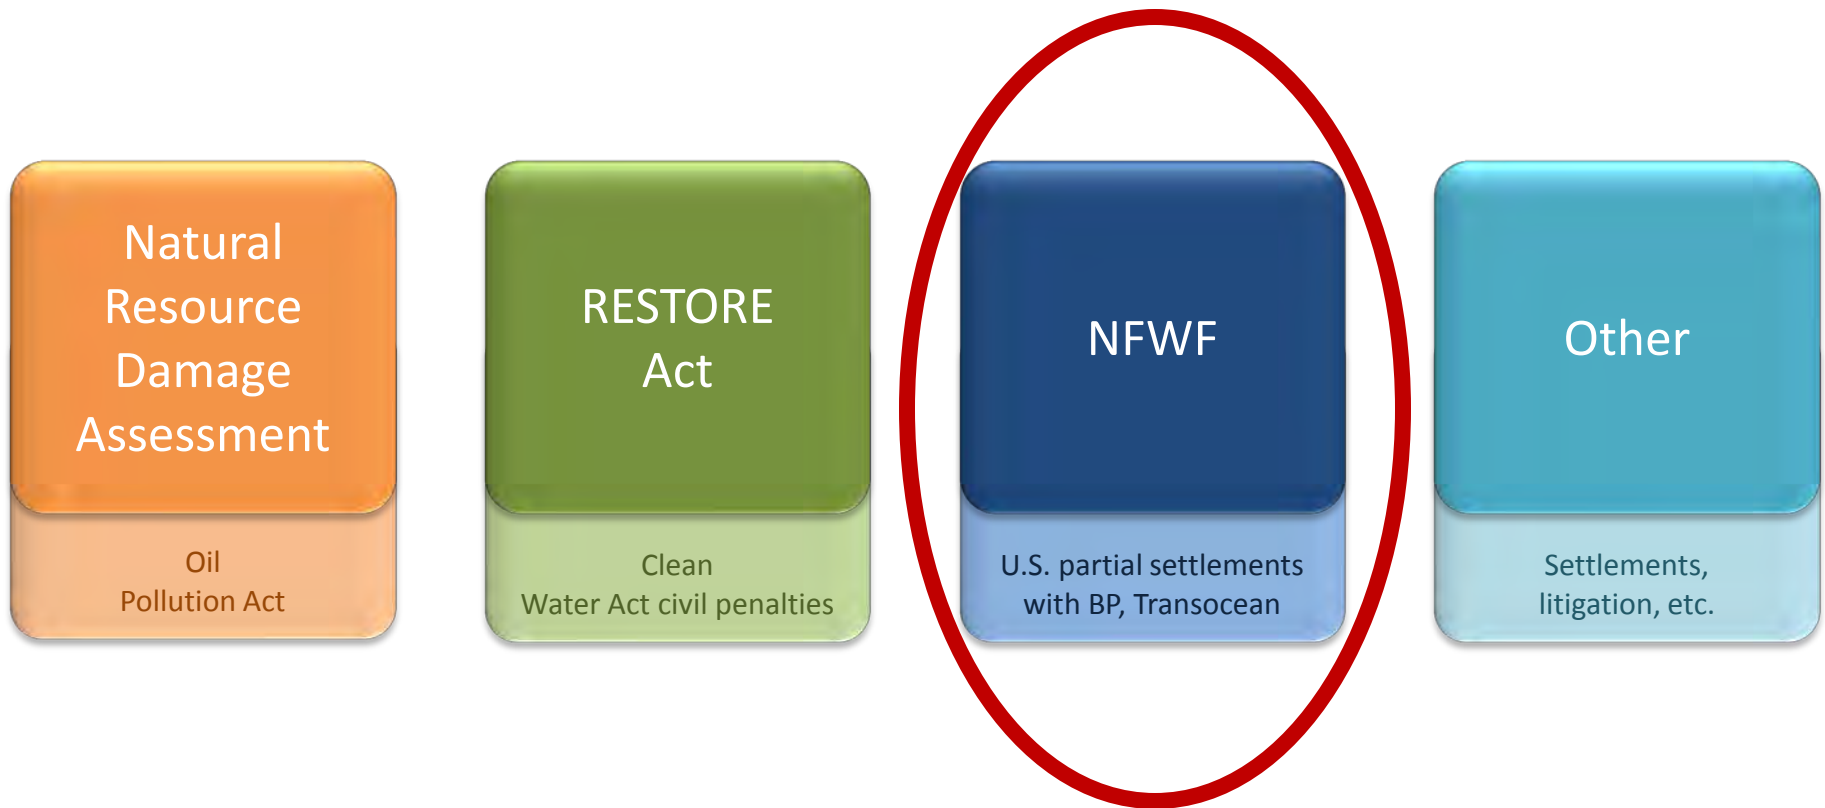 Natural
Resource
Damage
Assessment
Oil
Pollution Act
RESTORE
Act
Clean
Water Act civil penalties
NFWF
U.S. partial settlements
with BP, Transocean
Other
Settlements,
litigation, etc.